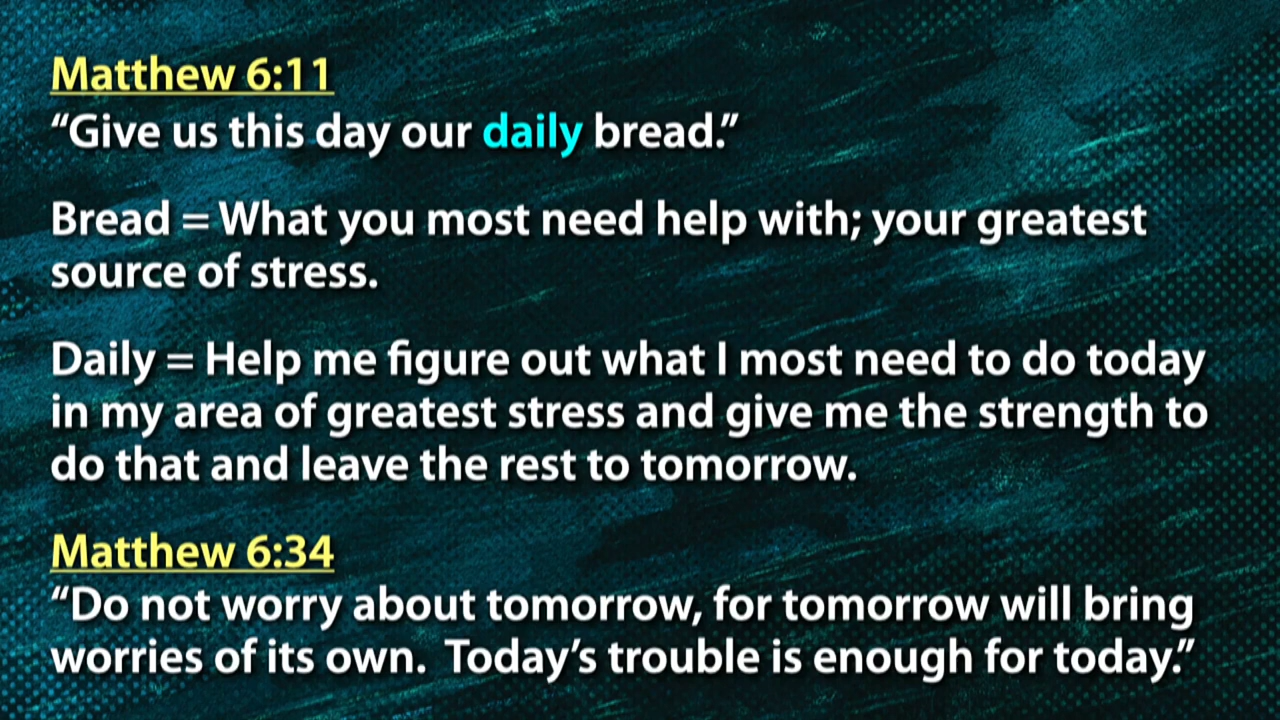 Matthew 6:11
“Give us this day our daily bread.”
Bread = What you most need help with; your greatest
source of stress.
Daily = Help me figure out what I most need to do today
in my area of greatest stress and give me the strength to
do that and leave the rest to tomorrow.
Matthew 6:34
“Do not worry about tomorrow, for tomorrow will bring
worries of its own.  Today’s trouble is enough for today.”